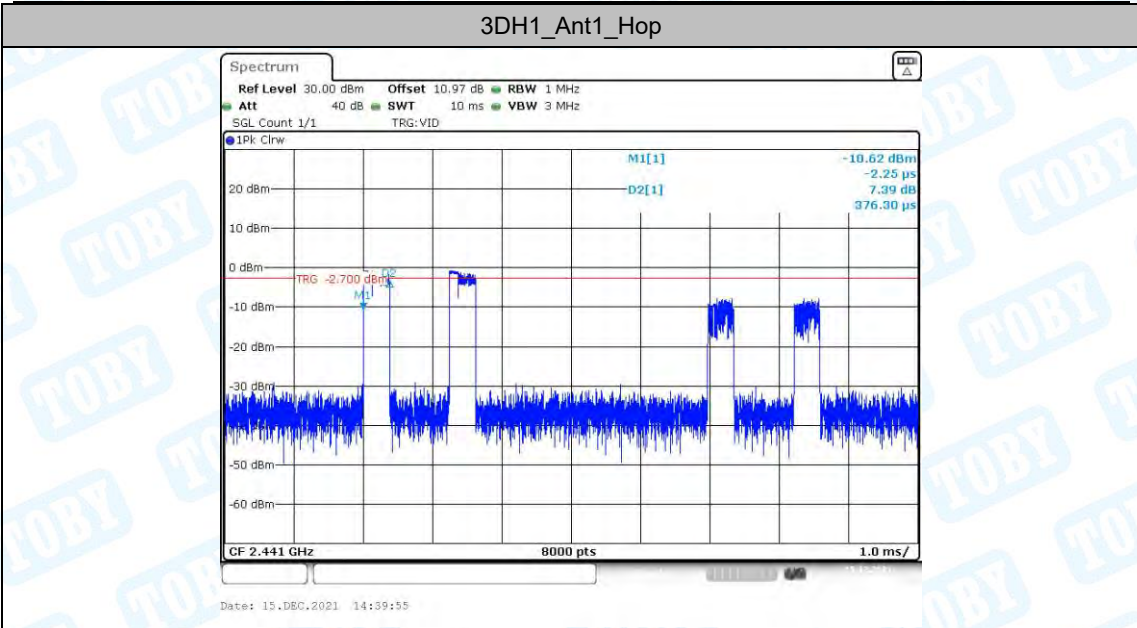 3DH1_Ant1_Hop
Spectrum
Ref Level 30.00 dBm Offset 10.97 dB RBW 1 MHz
Att 40 dB SWT 10 ms VBW 3 MHz
SGL Count 1/1 TRG:VID
1Pk Clrw
M1[1] -10.62 dBm
-2.25 µs
20 dBm D2[1] 7.39 dB
376.30 µs
10 dBm
0 dBm
D2
TRG -2.700 dBm
M1
-10 dBm
-20 dBm
-30 dBm
-50 dBm
-60 dBm
CF 2.441 GHz 8000 pts 1.0 ms/
Date: 15.DEC.2021 14:39:55
TOBY